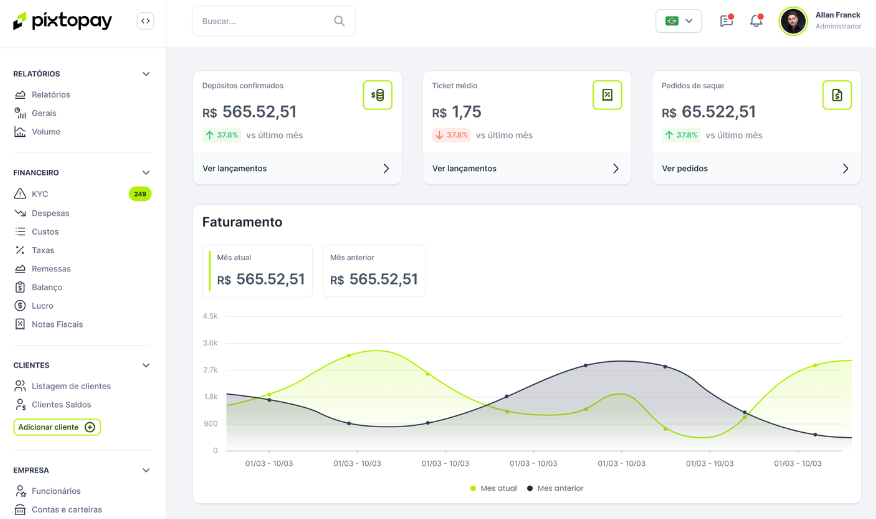 pixtopay
Buscar...
Allan Franck
Administrador
RELATÓRIOS
Relatórios
Gerais
Volume
FINANCEIRO
KYC
249
Despesas
Custos
Taxas
Remessas
Balanço
Lucro
Notas Fiscais
CLIENTES
Listagem de clientes
Clientes Saldos
Adicionar cliente
EMPRESA
Funcionários
Contas e carteiras
Depósitos confirmados
R$ 565.52,51
37.8% vs último mês
Ver lançamentos
Ticket médio
R$ 1,75
37.8% vs último mês
Ver lançamentos
Pedidos de saque
R$ 65.522,51
37.8% vs último mês
Ver pedidos
Faturamento
Mês atual
R$ 565.52,51
Mês anterior
R$ 565.52,51
4.5k
3.6k
2.7k
1.8k
900
0
01/03 - 10/03 01/03 - 10/03 01/03 - 10/03 01/03 - 10/03 01/03 - 10/03 01/03 - 10/03 01/03 - 10/03
Mes atual Mes anterior